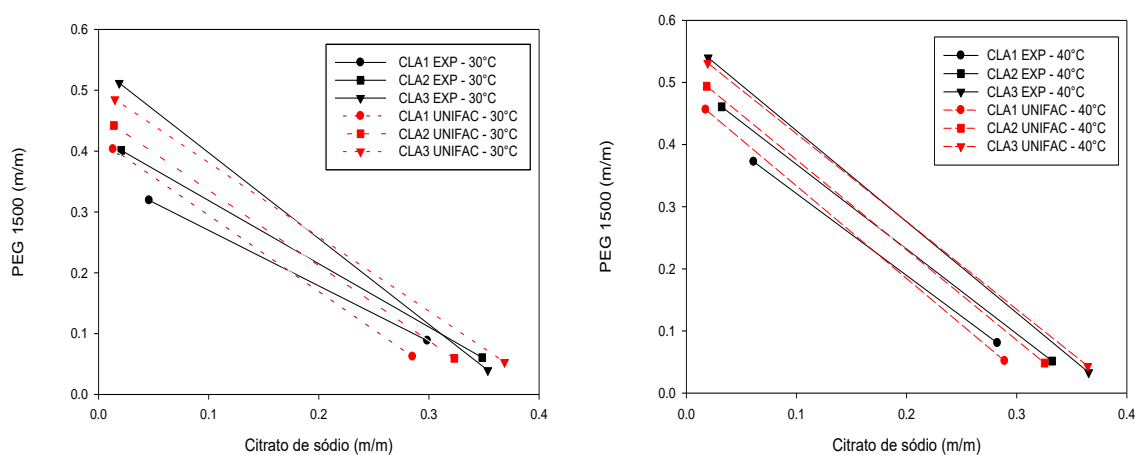 0.6
0.5
0.4
0.3
0.2
0.1
0.0
PEG 1500 (m/m)
CLA1 EXP - 30°C
CLA2 EXP - 30°C
CLA3 EXP - 30°C
CLA1 UNIFAC - 30°C
CLA2 UNIFAC - 30°C
CLA3 UNIFAC - 30°C
0.0 0.1 0.2 0.3 0.4
Citrato de sódio (m/m)
0.6
0.5
0.4
0.3
0.2
0.1
0.0
PEG 1500 (m/m)
CLA1 EXP - 40°C
CLA2 EXP - 40°C
CLA3 EXP - 40°C
CLA1 UNIFAC - 40°C
CLA2 UNIFAC - 40°C
CLA3 UNIFAC - 40°C
0.0 0.1 0.2 0.3 0.4
Citrato de sódio (m/m)